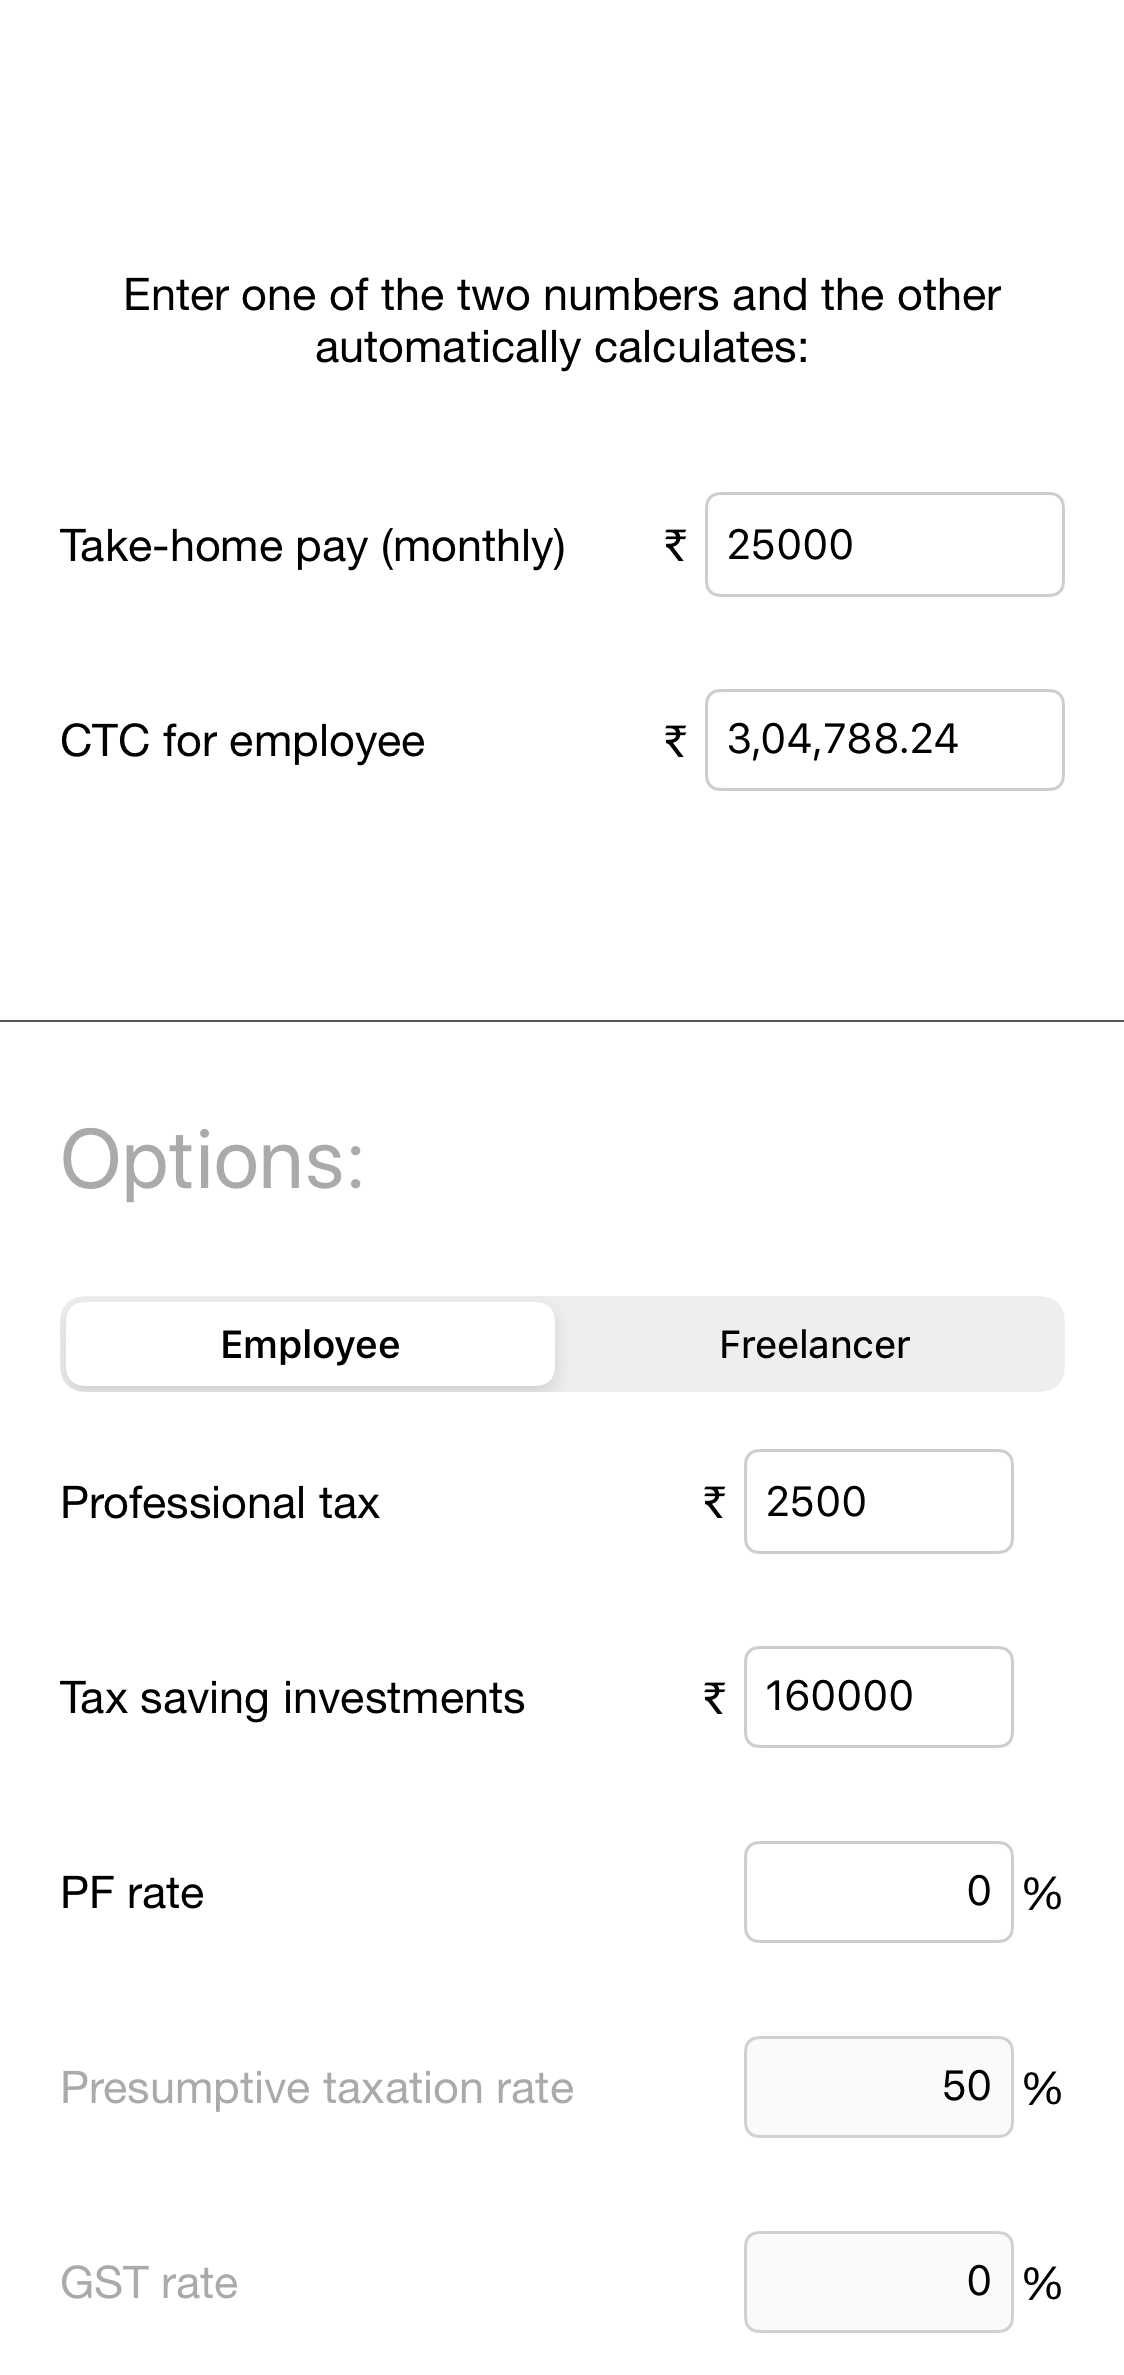 Enter one of the two numbers and the other
automatically calculates:
Take-home pay (monthly) ₹ 25000
CTC for employee ₹ 3,04,788.24
Options:
Employee Freelancer
Professional tax ₹ 2500
Tax saving investments ₹ 160000
PF rate 0 %
Presumptive taxation rate 50 %
GST rate 0 %